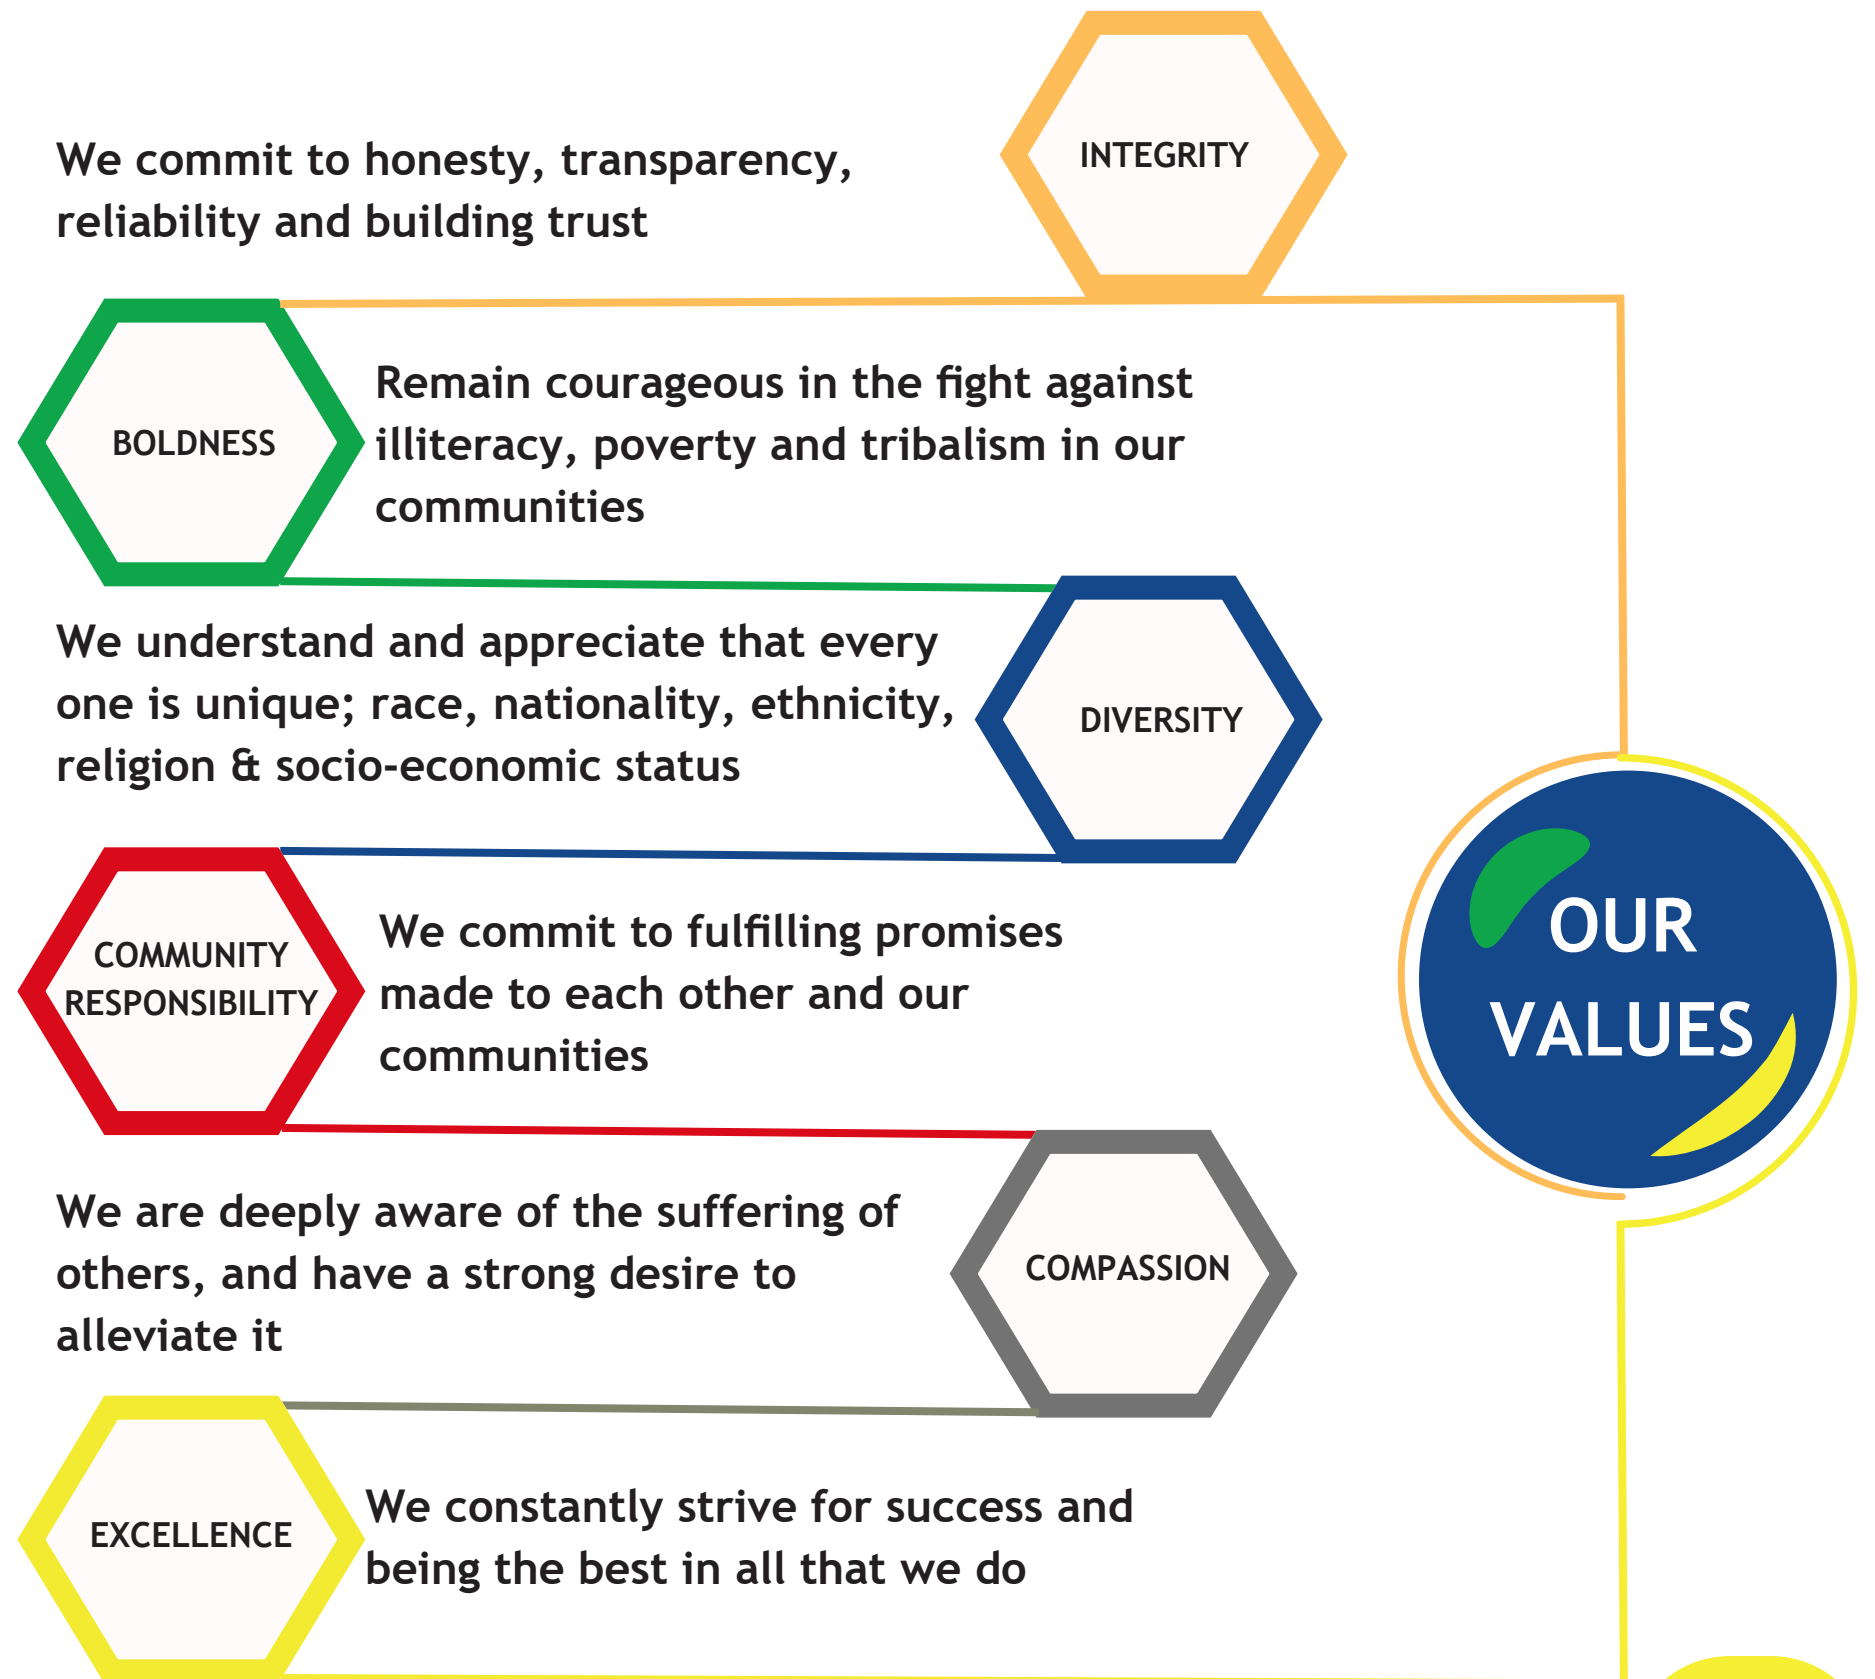 INTEGRITY
We commit to honesty, transparency,
reliability and building trust
BOLDNESS
Remain courageous in the fight against
illiteracy, poverty and tribalism in our
communities
We understand and appreciate that every
one is unique; race, nationality, ethnicity,
religion & socio-economic status
DIVERSITY
COMMUNITY
RESPONSIBILITY
We commit to fulfilling promises
made to each other and our
communities
OUR
VALUES
We are deeply aware of the suffering of
others, and have a strong desire to
alleviate it
COMPASSION
EXCELLENCE
We constantly strive for success and
being the best in all that we do